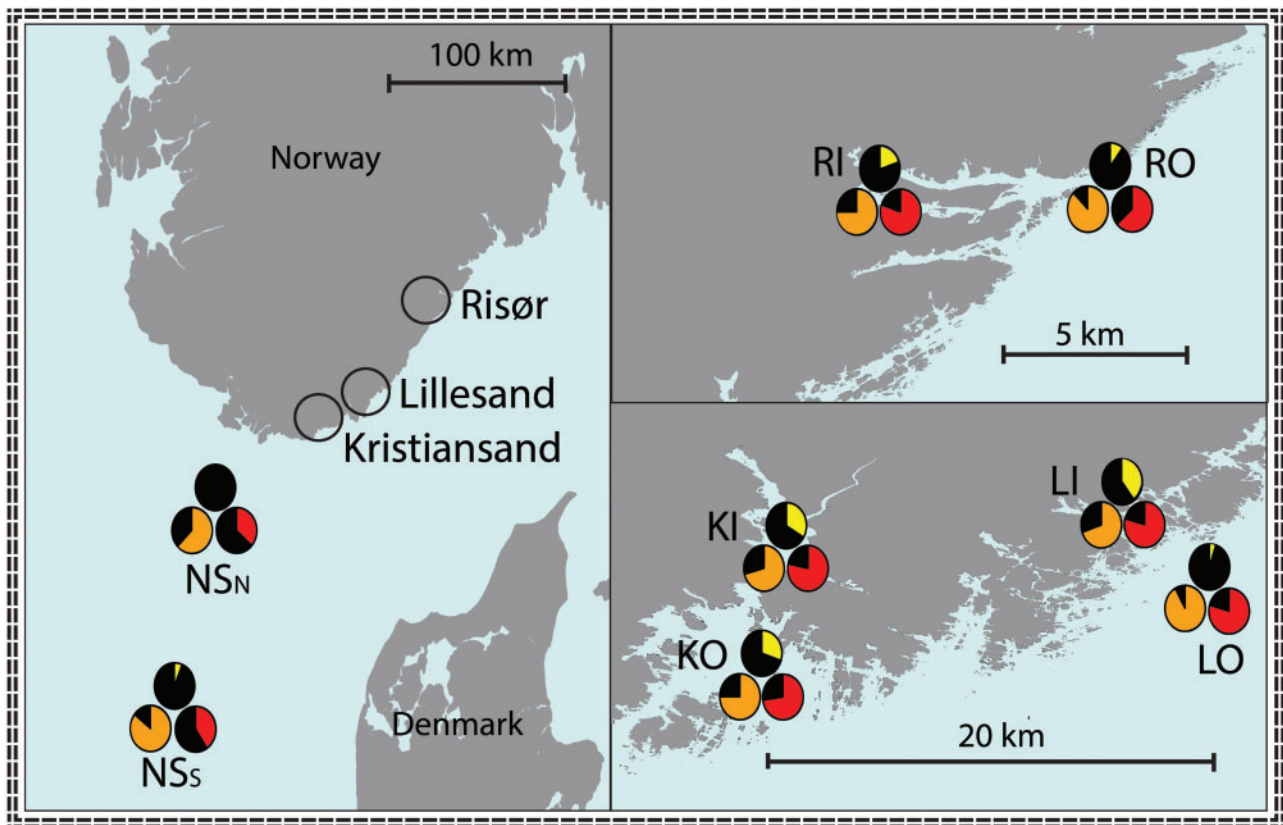 100 km
Norway
Risør
Lillesand
Kristiansand
NSN
NSS
Denmark
RI
RO
5 km
LI
KI
KO
LO
20 km